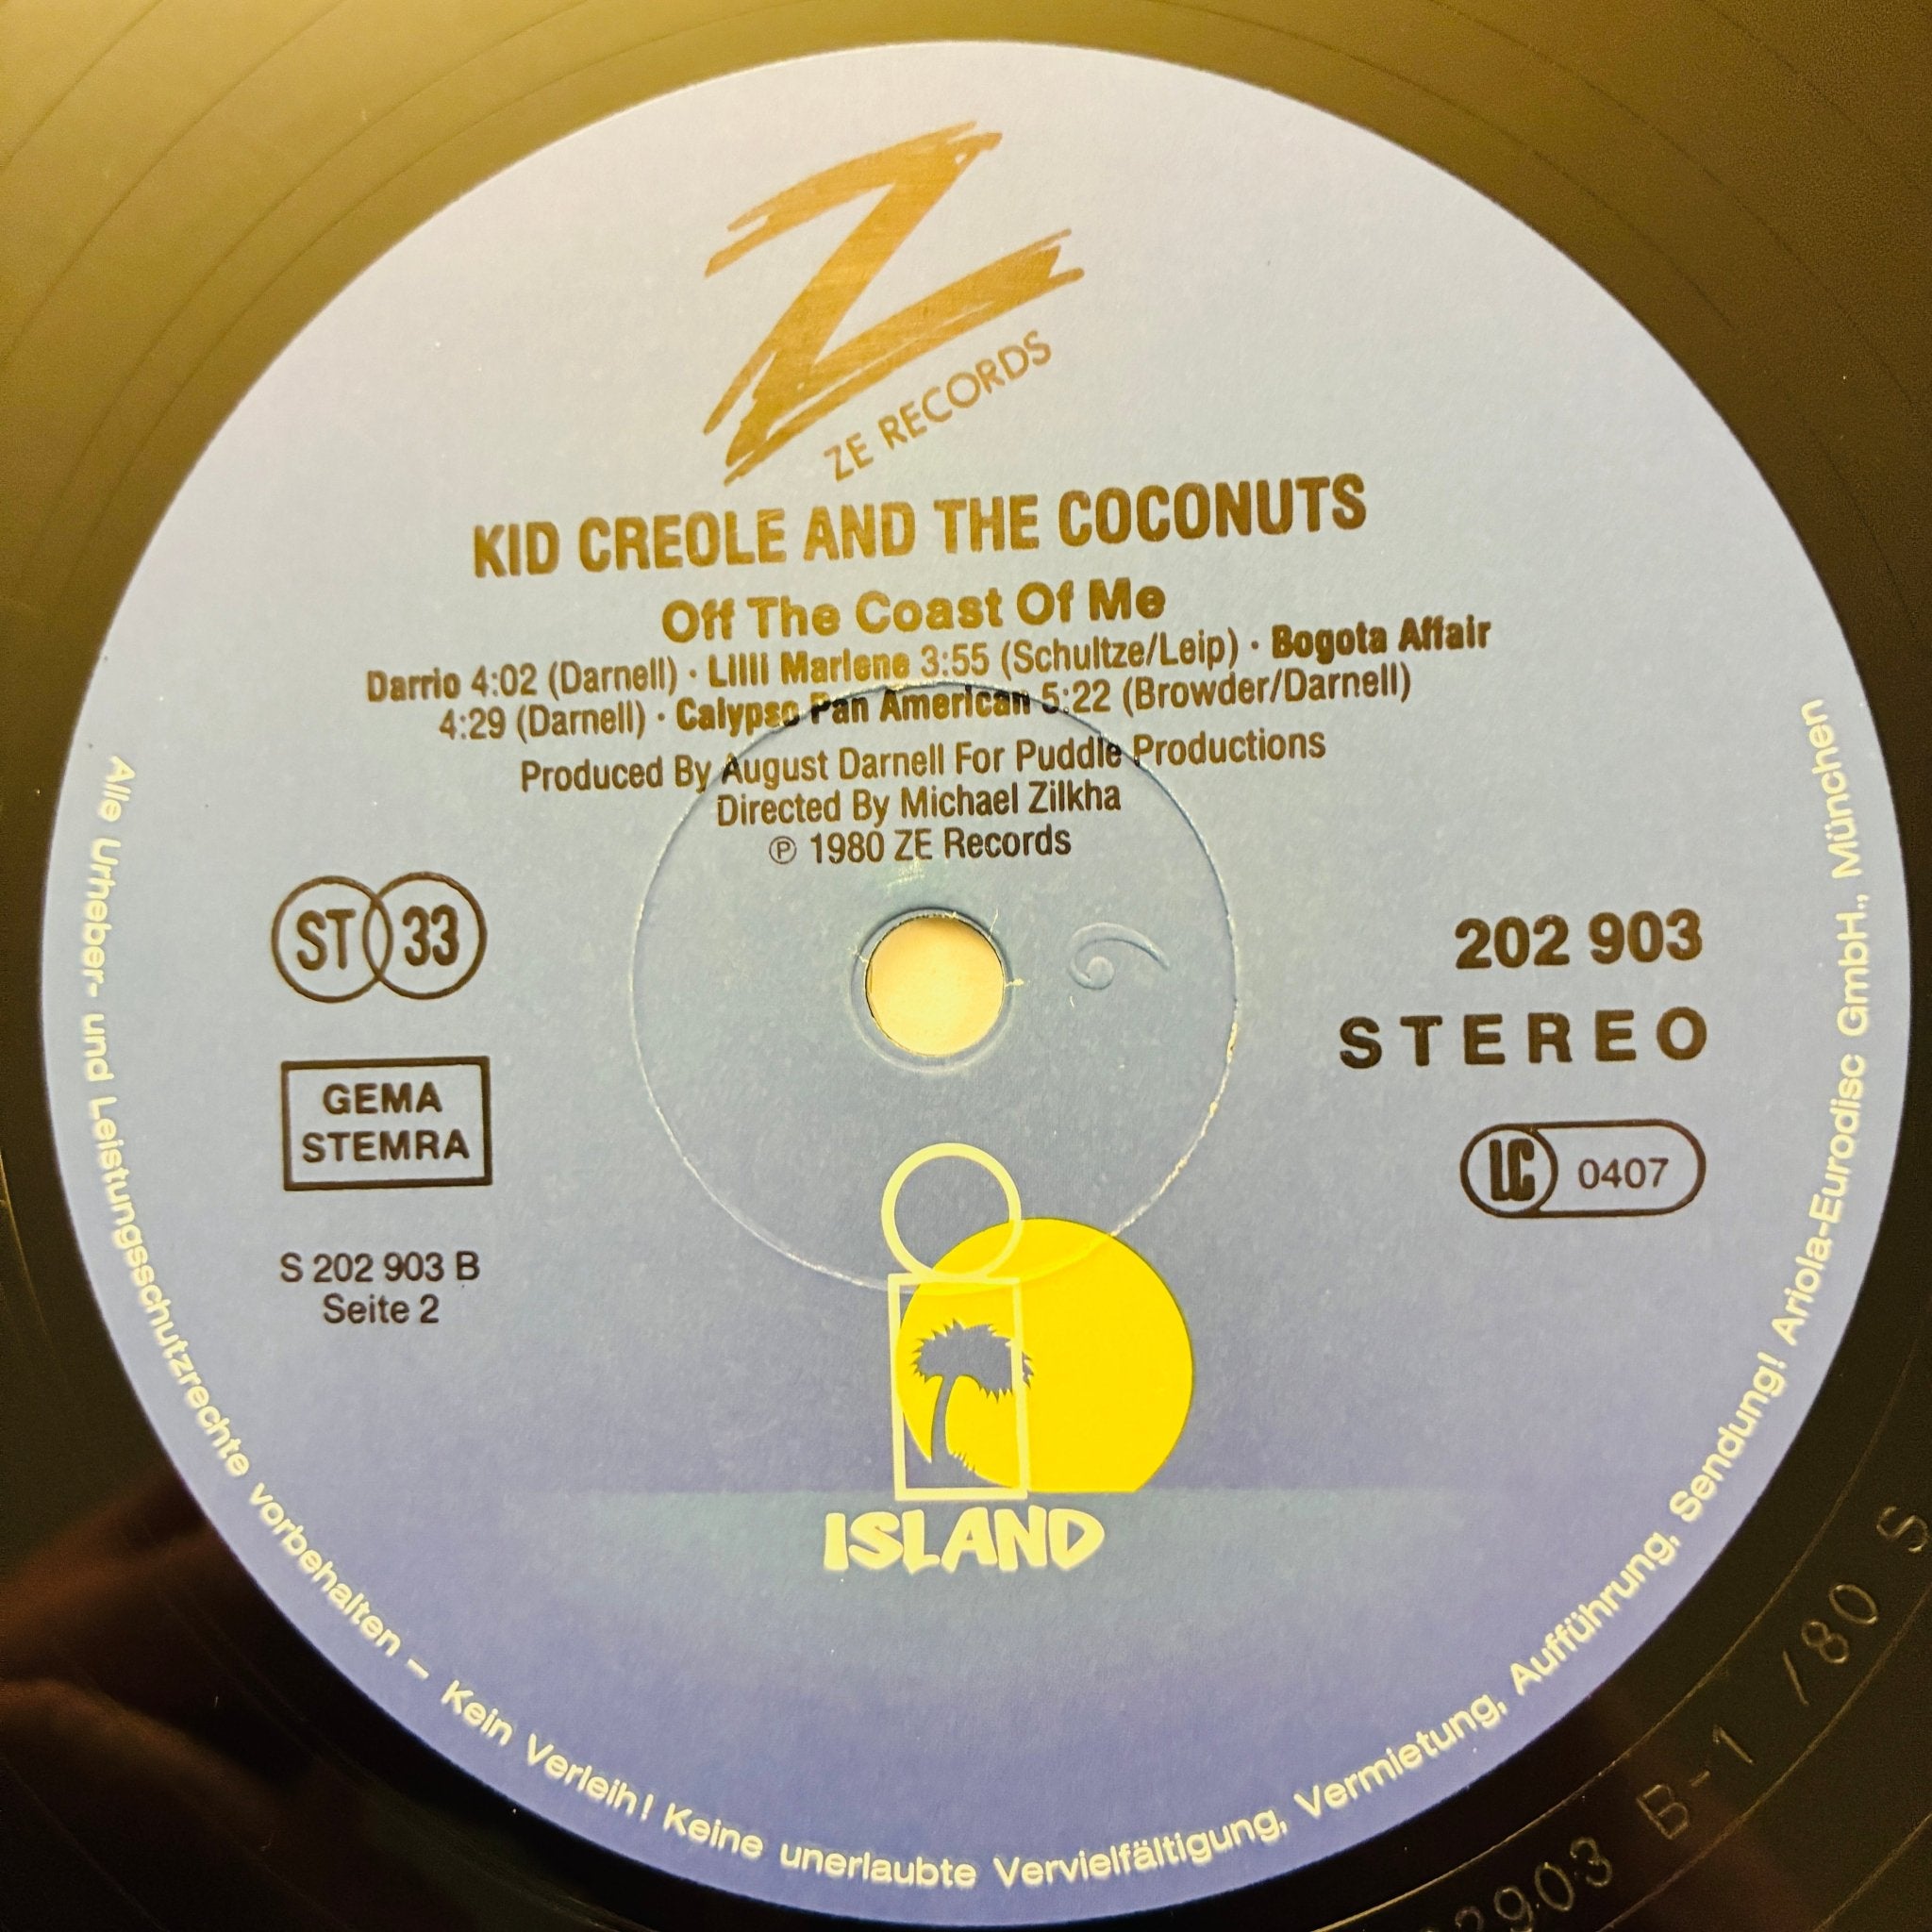 ZE RECORDS
KID CREOLE AND THE COCONUTS
Off The Coast Of Me
Darrio 4:02 (Darnell) · Lilli Marlene 3:55 (Schultze/Leip) · Bogota Affair
4:29 (Darnell) · Calypso Pan American 5:22 (Browder/Darnell)
Produced By August Darnell For Puddle Productions
Directed By Michael Zilkha
℗ 1980 ZE Records
ST 33
202 903
STEREO
GEMA
STEMRA
LC 0407
S 202 903 B
Seite 2
ISLAND
Alle Urheber- und Leistungsschutzrechte vorbehalten – Kein Verleih! Keine unerlaubte Vervielfältigung, Vermietung, Aufführung, Sendung! Ariola-Eurodisc GmbH., München
2903 B-1 /80 S